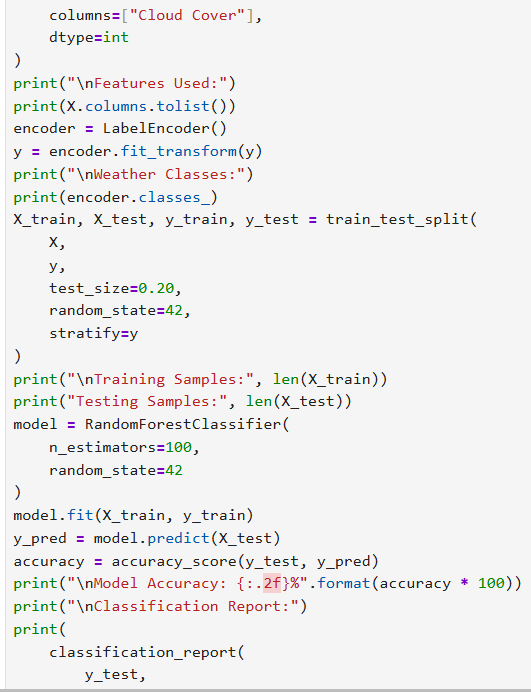 columns=["Cloud Cover"],
    dtype=int
)
print("\nFeatures Used:")
print(X.columns.tolist())
encoder = LabelEncoder()
y = encoder.fit_transform(y)
print("\nWeather Classes:")
print(encoder.classes_)
X_train, X_test, y_train, y_test = train_test_split(
    X,
    y,
    test_size=0.20,
    random_state=42,
    stratify=y
)
print("\nTraining Samples:", len(X_train))
print("Testing Samples:", len(X_test))
model = RandomForestClassifier(
    n_estimators=100,
    random_state=42
)
model.fit(X_train, y_train)
y_pred = model.predict(X_test)
accuracy = accuracy_score(y_test, y_pred)
print("\nModel Accuracy: {:.2f}%".format(accuracy * 100))
print("\nClassification Report:")
print(
    classification_report(
        y_test,